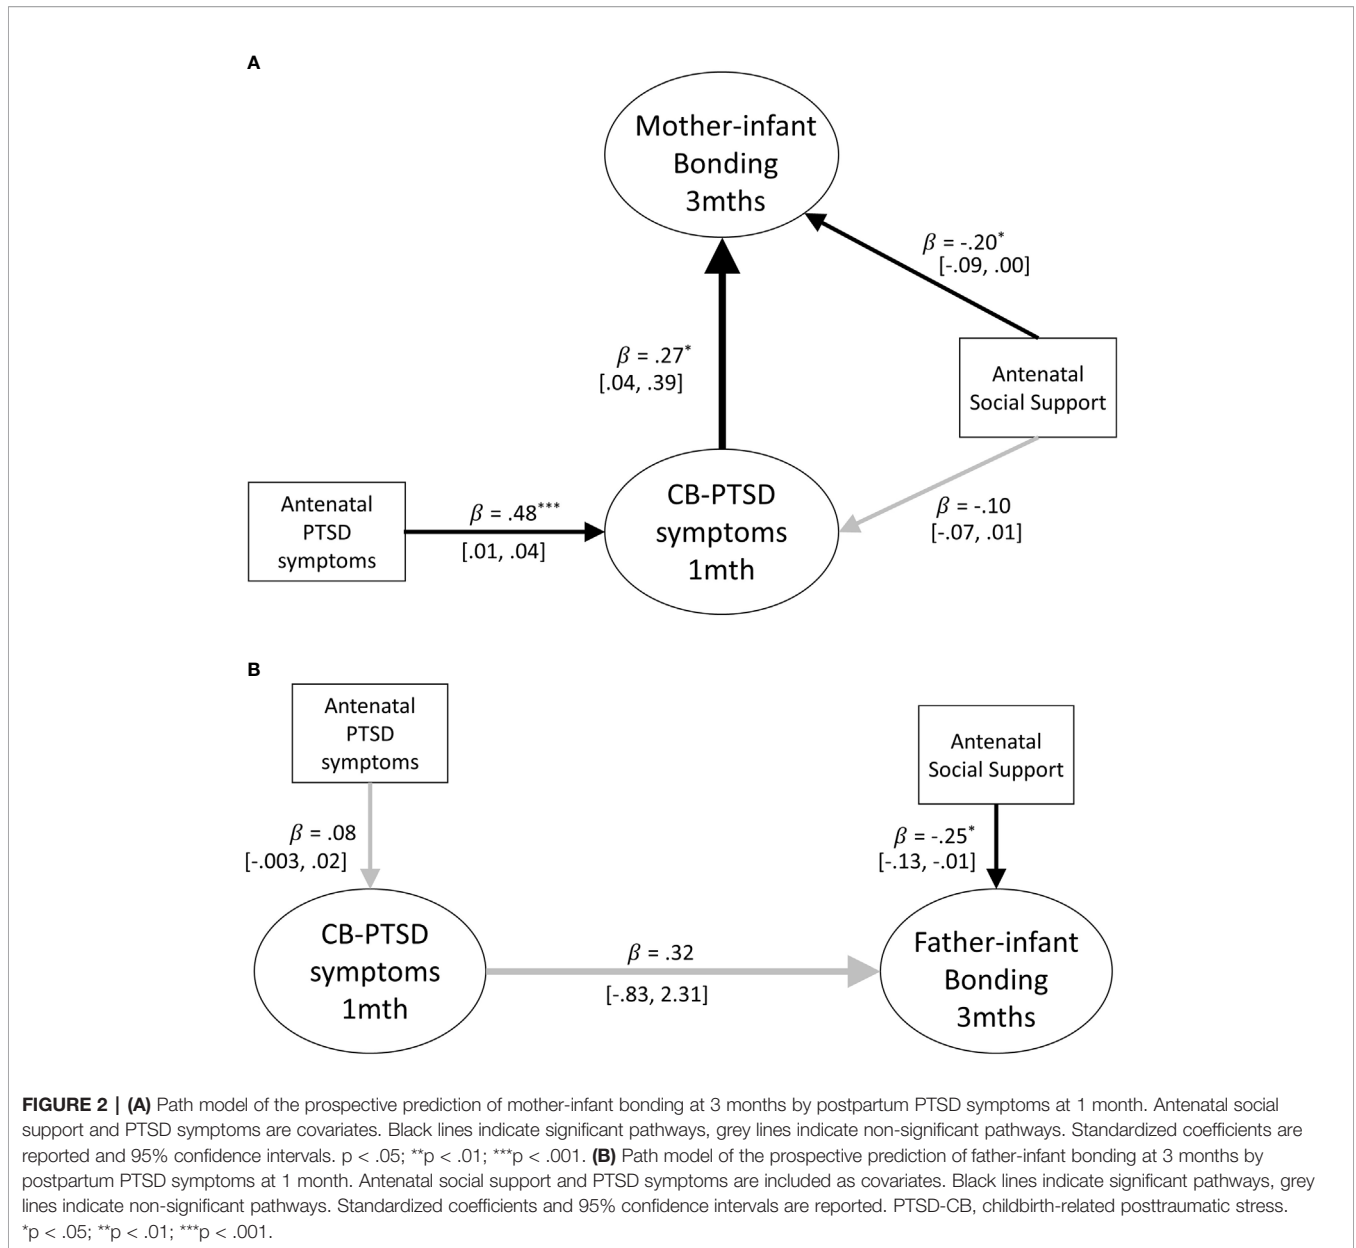 A
Mother-infant
Bonding
3mths
β = -.20*
[-.09, .00]
β = .27*
[.04, .39]
Antenatal
Social Support
Antenatal
PTSD
symptoms
β = .48***
[.01, .04]
CB-PTSD
symptoms
1mth
β = -.10
[-.07, .01]
B
Antenatal
PTSD
symptoms
Antenatal
Social Support
β = .08
[-.003, .02]
β = -.25*
[-.13, -.01]
CB-PTSD
symptoms
1mth
β = .32
[-.83, 2.31]
Father-infant
Bonding
3mths
FIGURE 2 | (A) Path model of the prospective prediction of mother-infant bonding at 3 months by postpartum PTSD symptoms at 1 month. Antenatal social
support and PTSD symptoms are covariates. Black lines indicate significant pathways, grey lines indicate non-significant pathways. Standardized coefficients are
reported and 95% confidence intervals. p < .05; **p < .01; ***p < .001. (B) Path model of the prospective prediction of father-infant bonding at 3 months by
postpartum PTSD symptoms at 1 month. Antenatal social support and PTSD symptoms are included as covariates. Black lines indicate significant pathways, grey
lines indicate non-significant pathways. Standardized coefficients and 95% confidence intervals are reported. PTSD-CB, childbirth-related posttraumatic stress.
*p < .05; **p < .01; ***p < .001.